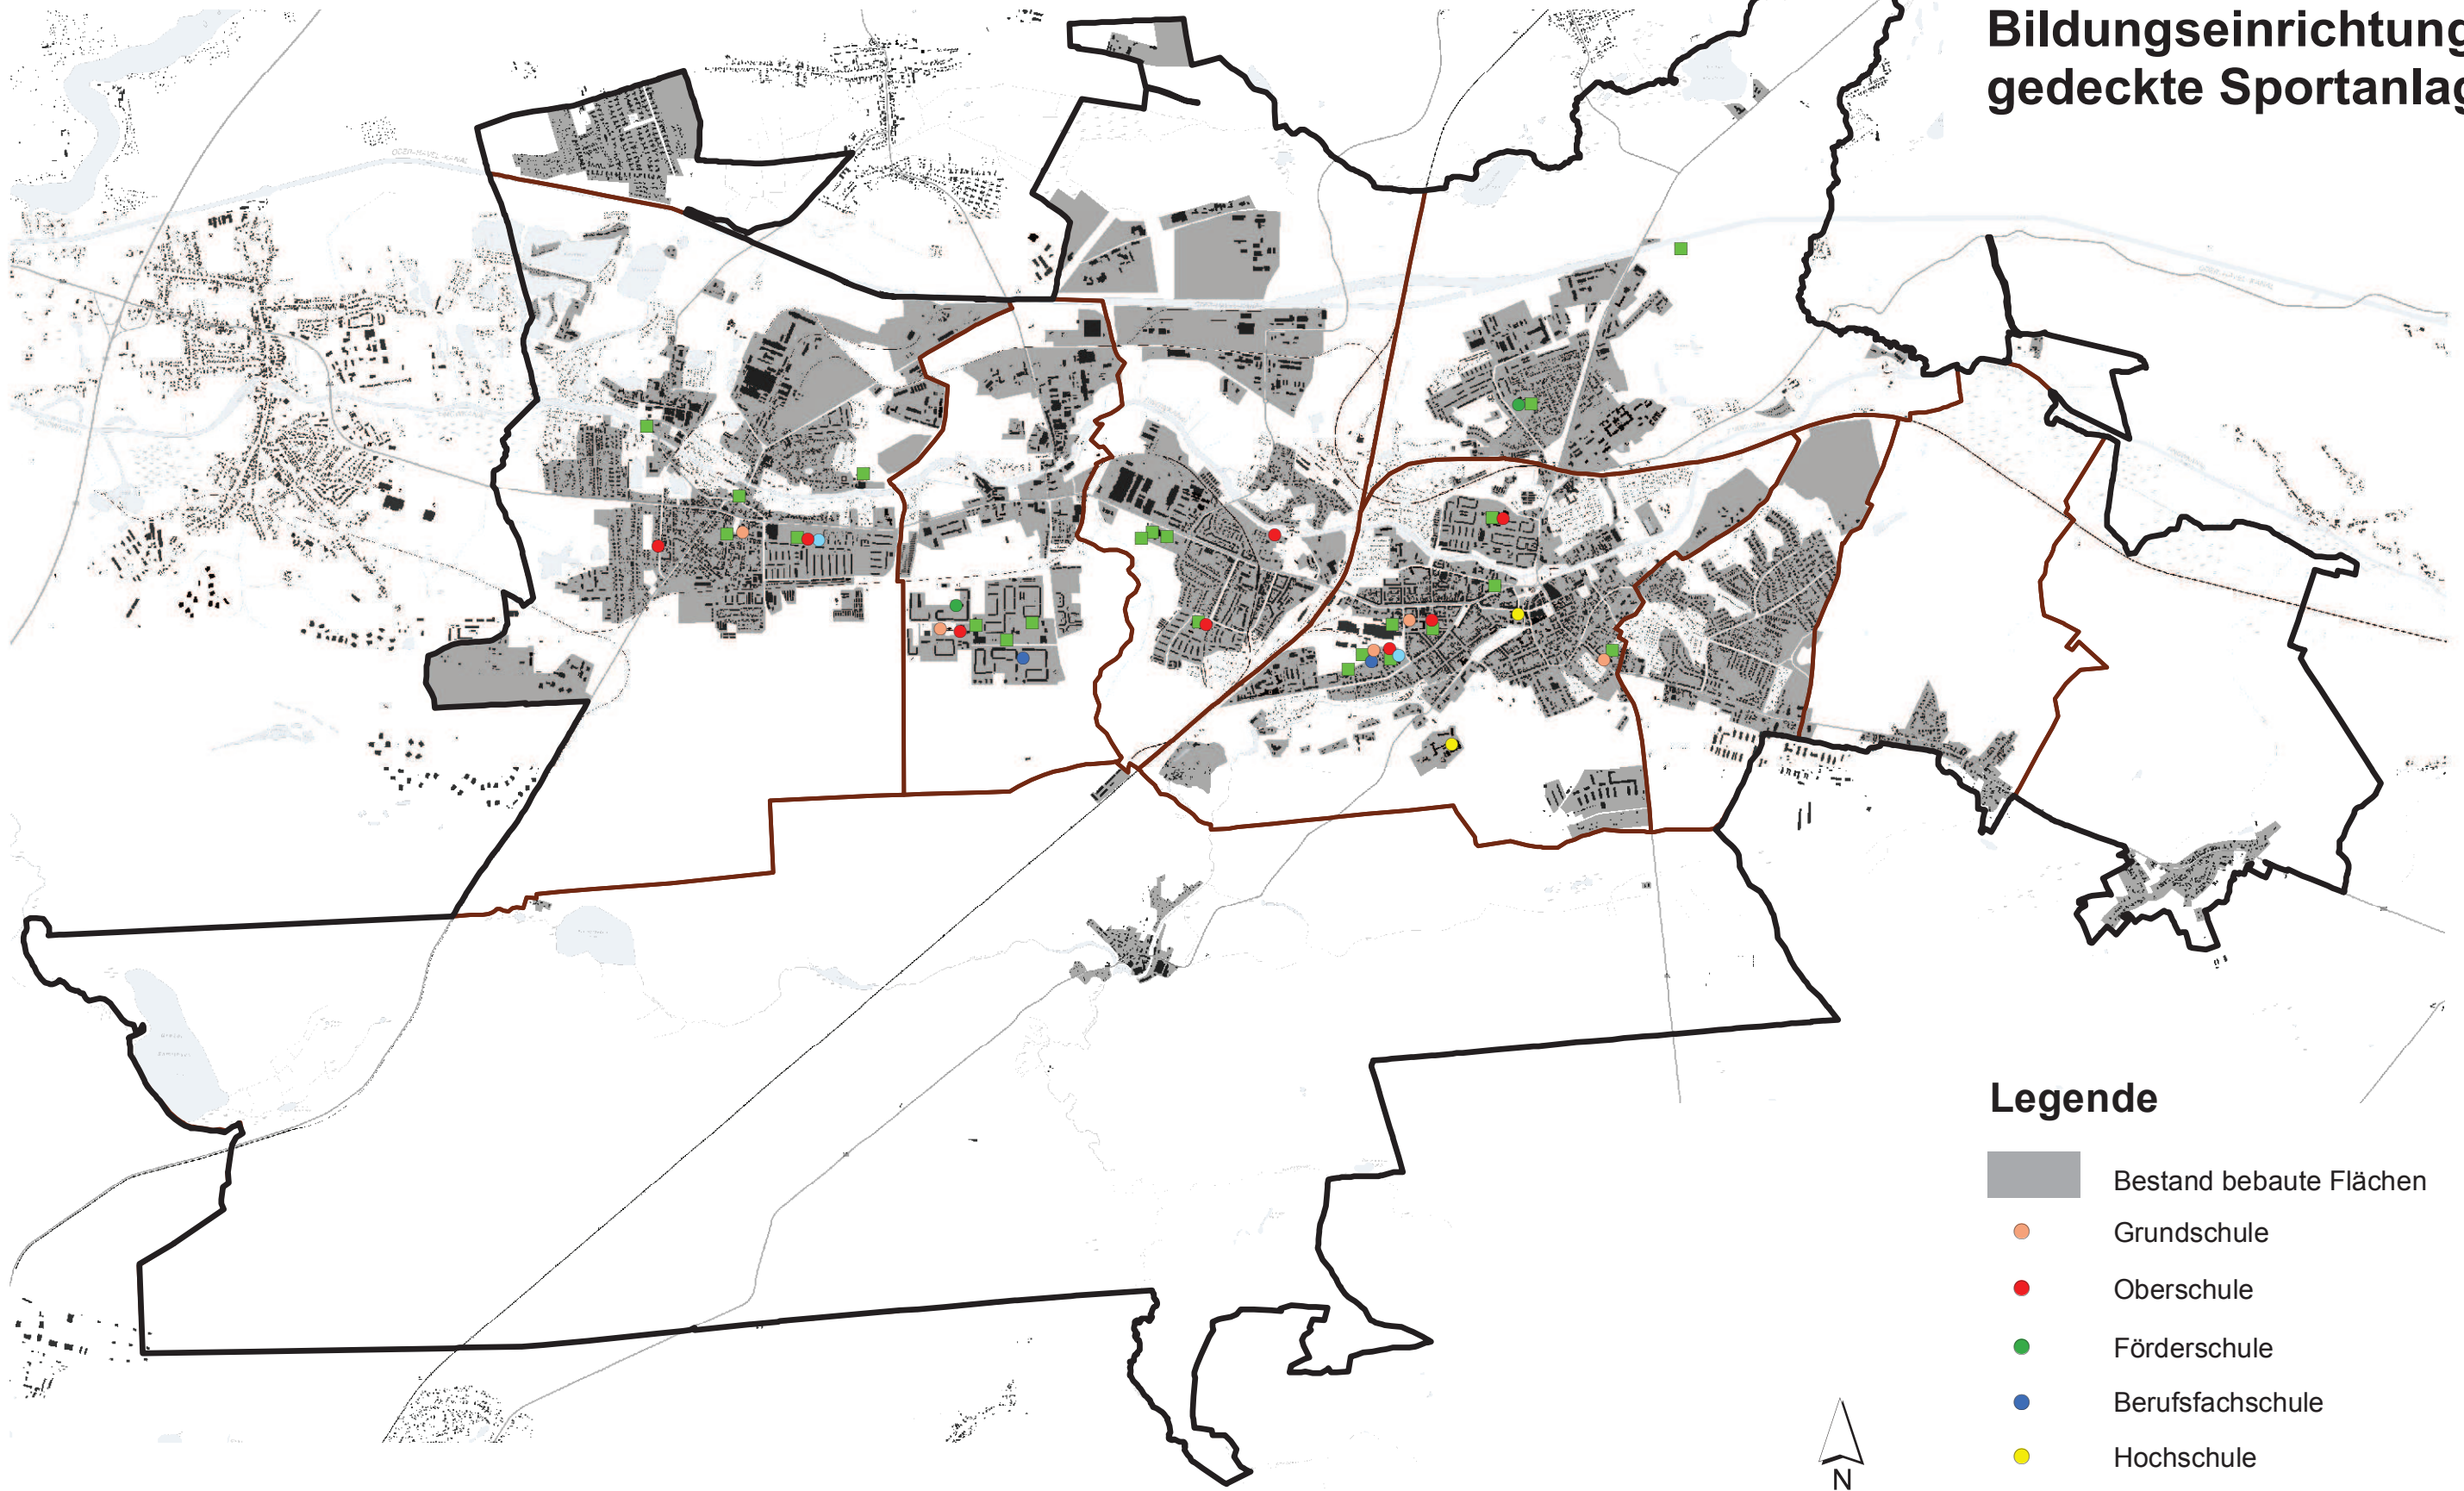 Bildungseinrichtung
gedeckte Sportanlag
Legende
Bestand bebaute Flächen
Grundschule
Oberschule
Förderschule
Berufsfachschule
Hochschule
N